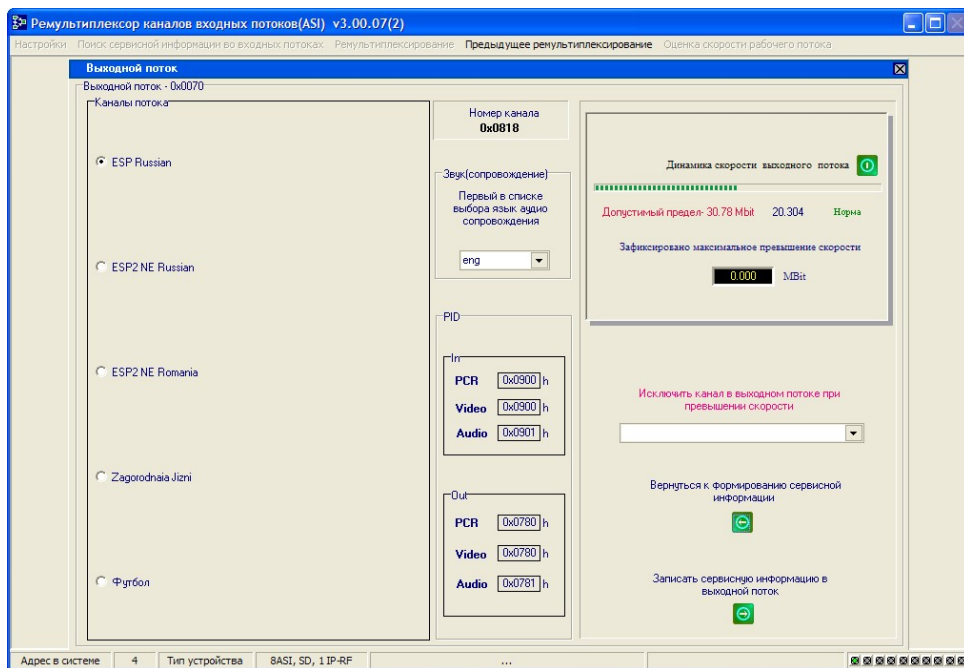 Ремультиплексор каналов входных потоков(ASI) v3.00.07(2)
Настройки Поиск сервисной информации во входных потоках Ремультиплексирование Предыдущее ремультиплексирование Оценка скорости рабочего потока
Выходной поток
Выходной поток - 0x0070
Каналы потока
ESP Russian
ESP2 NE Russian
ESP2 NE Romania
Zagorodnaia Jizni
Футбол
Номер канала
0x0818
Звук(сопровождение)
Первый в списке
выбора язык аудио
сопровождения
eng
PID
In
PCR 0x0900 h
Video 0x0900 h
Audio 0x0901 h
Out
PCR 0x0780 h
Video 0x0780 h
Audio 0x0781 h
Динамика скорости выходного потока
Допустимый предел- 30.78 Mbit 20.304 Норма
Зафиксировано максимальное превышение скорости
0.000 MBit
Исключить канал в выходном потоке при
превышении скорости
Вернуться к формированию сервисной
информации
Записать сервисную информацию в
выходной поток
Адрес в системе 4 Тип устройства 8ASI, SD, 1 IP-RF ...